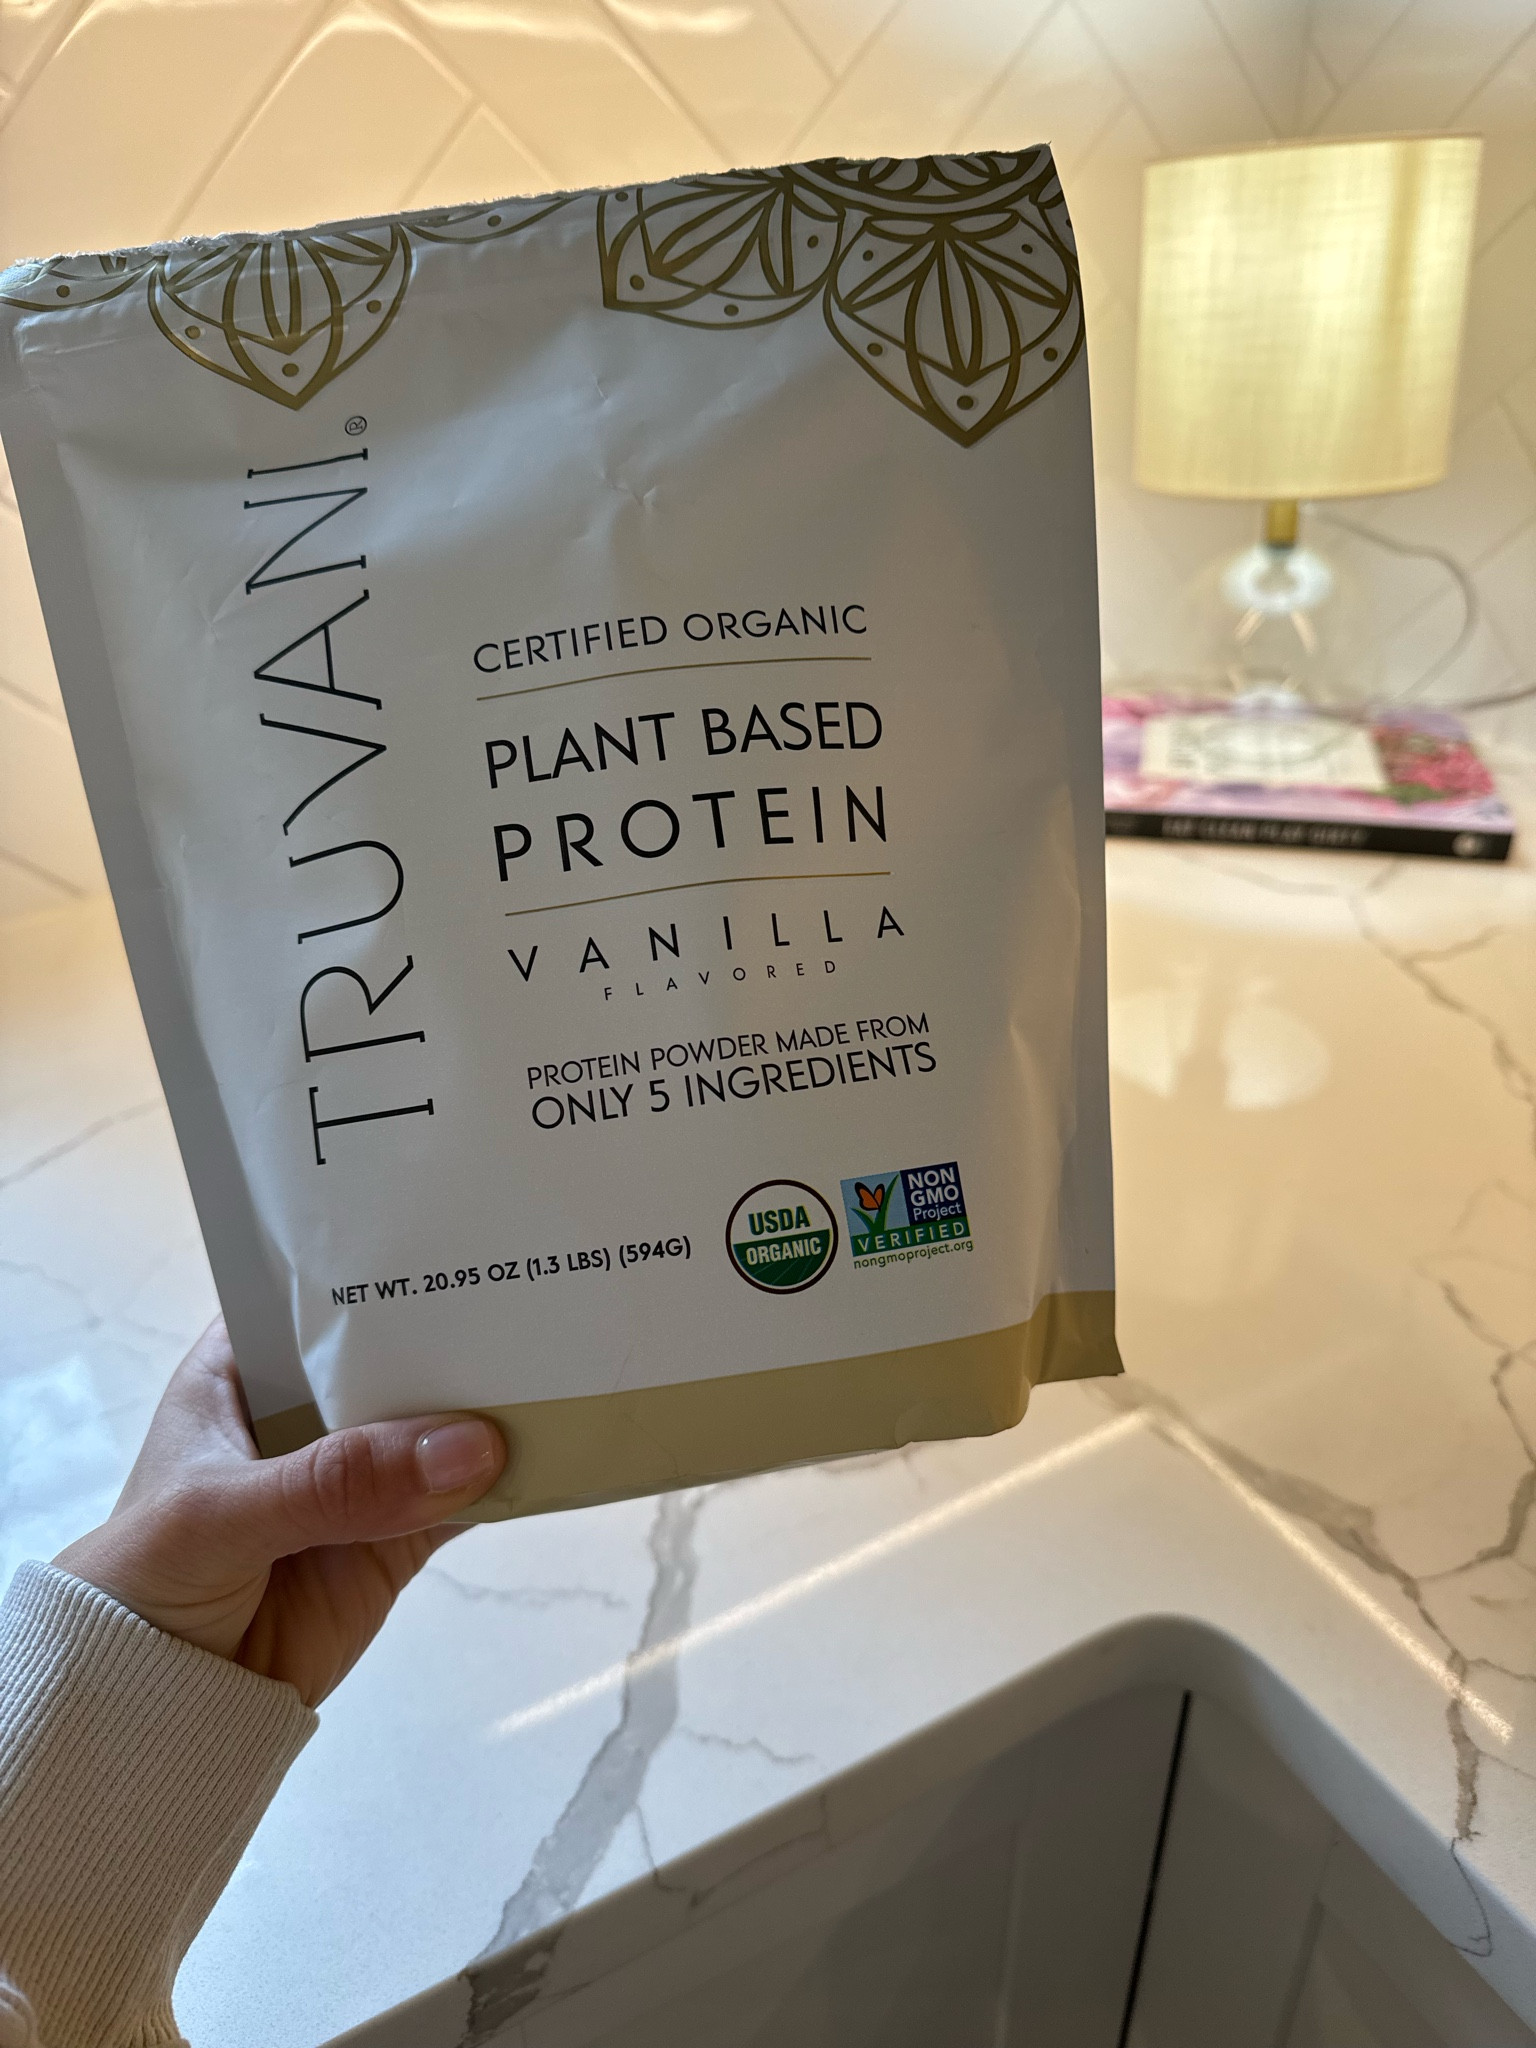 TRUVANI®
CERTIFIED ORGANIC
PLANT BASED
PROTEIN
VANILLA
FLAVORED
PROTEIN POWDER MADE FROM
ONLY 5 INGREDIENTS
NET WT. 20.95 OZ (1.3 LBS) (594G)
USDA
ORGANIC
NON
GMO
Project
VERIFIED
nongmoproject.org